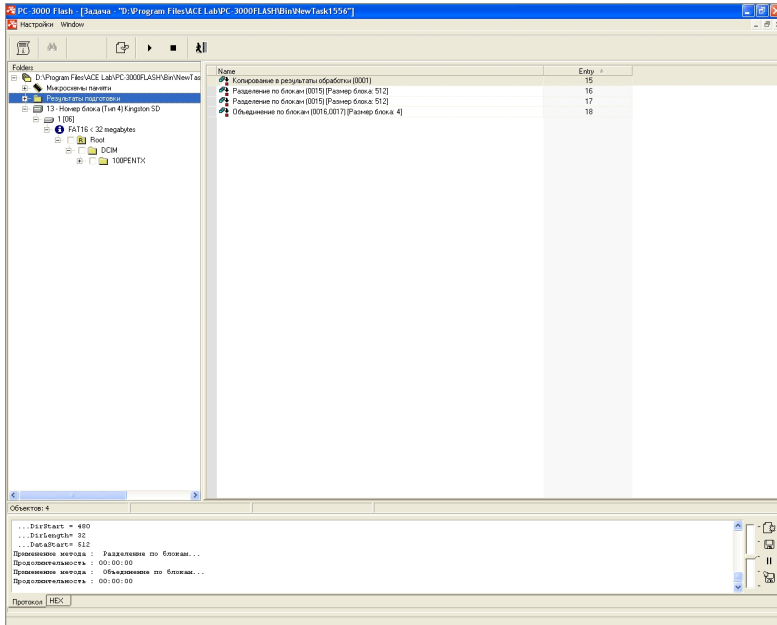 PC-3000 Flash - [Задача - "D:\Program Files\ACE Lab\PC-3000FLASH\Bin\NewTask1556"]
Настройки Window
Folders
D:\Program Files\ACE Lab\PC-3000FLASH\Bin\NewTas
Микросхемы памяти
Результаты подготовки
13 - Номер блока (Тип 4) Kingston SD
1 [06]
FAT16 < 32 megabytes
Root
DCIM
100PENTX
Name Entry
Копирование в результаты обработки (0001) 15
Разделение по блокам (0015) [Размер блока: 512] 16
Разделение по блокам (0015) [Размер блока: 512] 17
Объединение по блокам (0016,0017) [Размер блока: 4] 18
Объектов: 4
...DirStart = 480
...DirLength= 32
...DataStart= 512
Применение метода : Разделение по блокам...
Продолжительность : 00:00:00
Применение метода : Объединение по блокам...
Продолжительность : 00:00:00
Протокол HEX